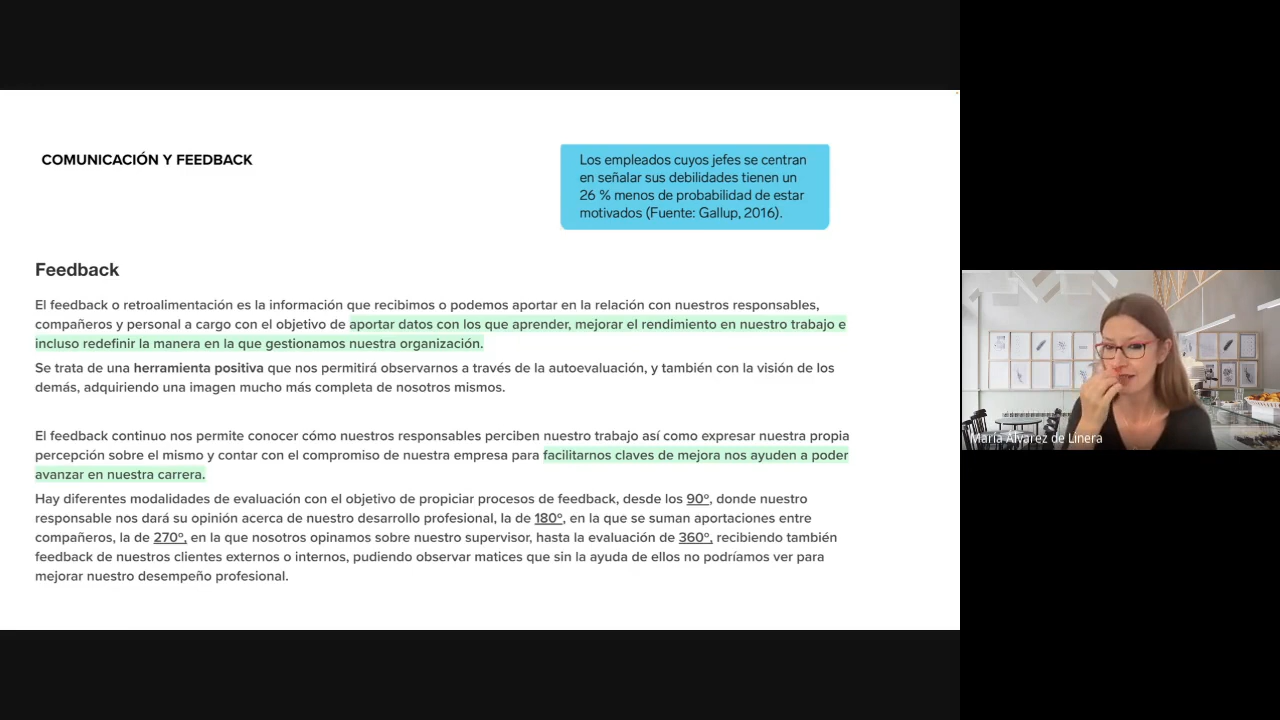 COMUNICACIÓN Y FEEDBACK
Los empleados cuyos jefes se centran
en señalar sus debilidades tienen un
26 % menos de probabilidad de estar
motivados (Fuente: Gallup, 2016).
Feedback
El feedback o retroalimentación es la información que recibimos o podemos aportar en la relación con nuestros responsables,
compañeros y personal a cargo con el objetivo de aportar datos con los que aprender, mejorar el rendimiento en nuestro trabajo e
incluso redefinir la manera en la que gestionamos nuestra organización.
Se trata de una herramienta positiva que nos permitirá observarnos a través de la autoevaluación, y también con la visión de los
demás, adquiriendo una imagen mucho más completa de nosotros mismos.
El feedback continuo nos permite conocer cómo nuestros responsables perciben nuestro trabajo así como expresar nuestra propia
percepción sobre el mismo y contar con el compromiso de nuestra empresa para facilitarnos claves de mejora nos ayuden a poder
avanzar en nuestra carrera.
Hay diferentes modalidades de evaluación con el objetivo de propiciar procesos de feedback, desde los 90º, donde nuestro
responsable nos dará su opinión acerca de nuestro desarrollo profesional, la de 180º, en la que se suman aportaciones entre
compañeros, la de 270º, en la que nosotros opinamos sobre nuestro supervisor, hasta la evaluación de 360º, recibiendo también
feedback de nuestros clientes externos o internos, pudiendo observar matices que sin la ayuda de ellos no podríamos ver para
mejorar nuestro desempeño profesional.
María Álvarez de Linera